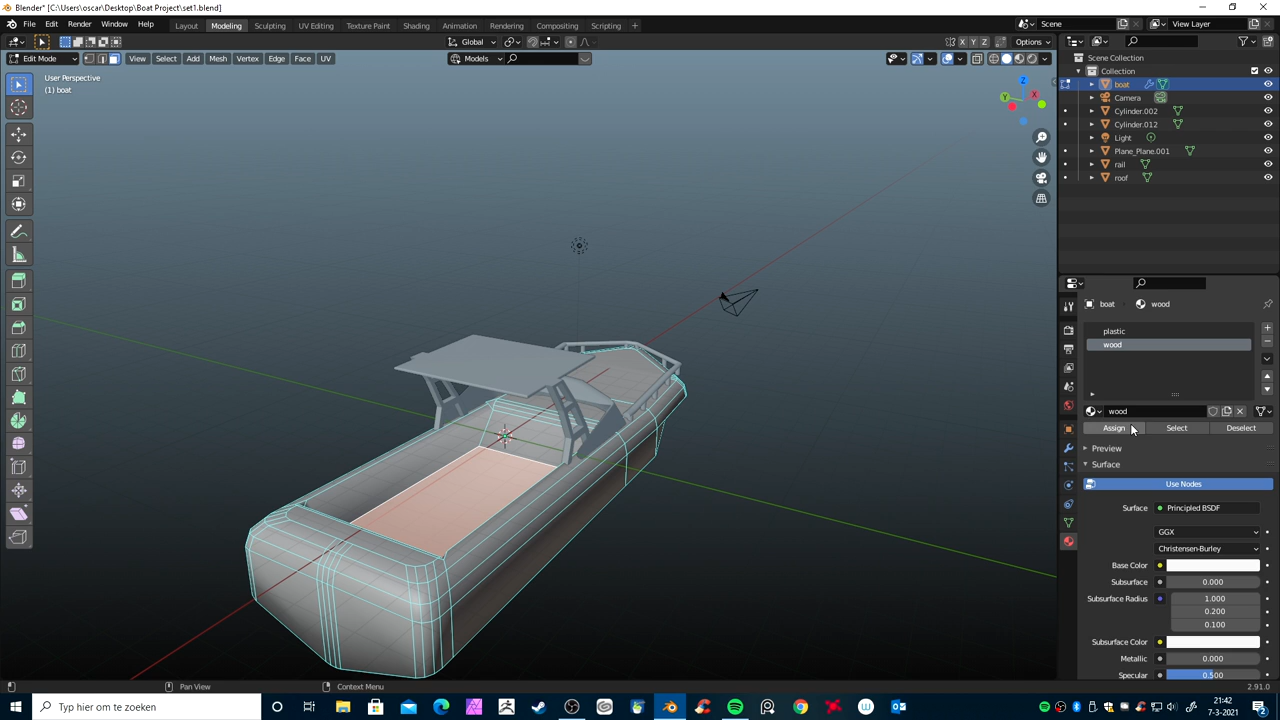 Blender* [C:\Users\oscar\Desktop\Boat Project\set1.blend]
File Edit Render Window Help Layout Modeling Sculpting UV Editing Texture Paint Shading Animation Rendering Compositing Scripting + Scene View Layer
Global X Y Z Options
Edit Mode View Select Add Mesh Vertex Edge Face UV Models
User Perspective
(1) boat
Z
Y
X
Scene Collection
Collection
boat
Camera
Cylinder.002
Cylinder.012
Light
Plane_Plane.001
rail
roof
boat wood
plastic
wood
wood
Assign Select Deselect
Preview
Surface
Use Nodes
Surface Principled BSDF
GGX
Christensen-Burley
Base Color
Subsurface 0.000
Subsurface Radius 1.000
0.200
0.100
Subsurface Color
Metallic 0.000
Specular 0.500
Pan View Context Menu 2.91.0
Typ hier om te zoeken
21:42
7-3-2021
2